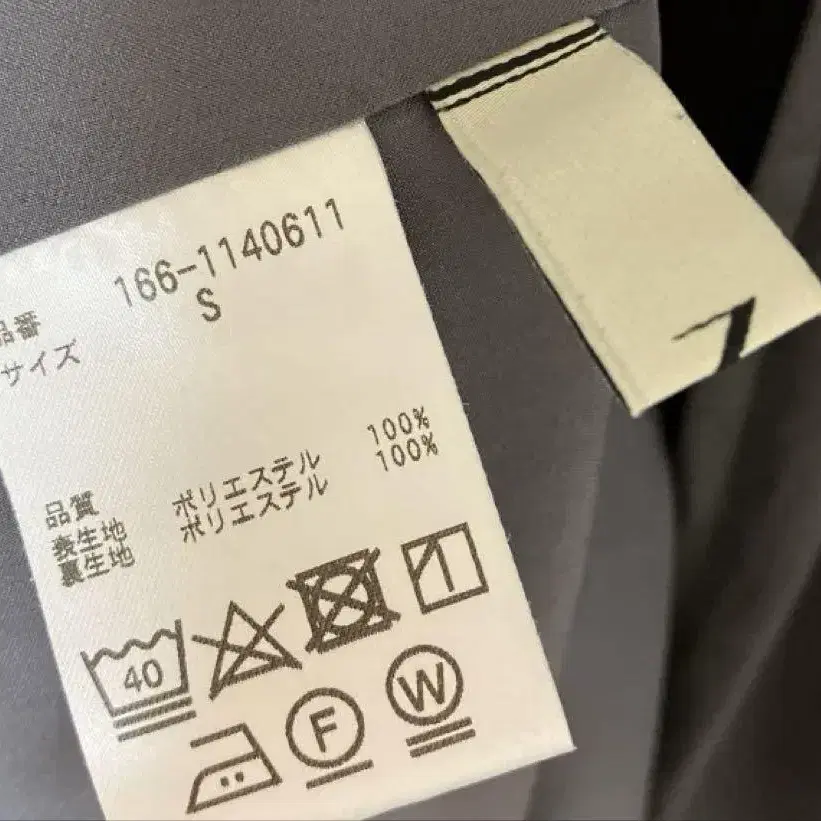 品番 166-1140611
サイズ S
品質
表生地 ポリエステル 100%
裏生地 ポリエステル 100%
40
F
W